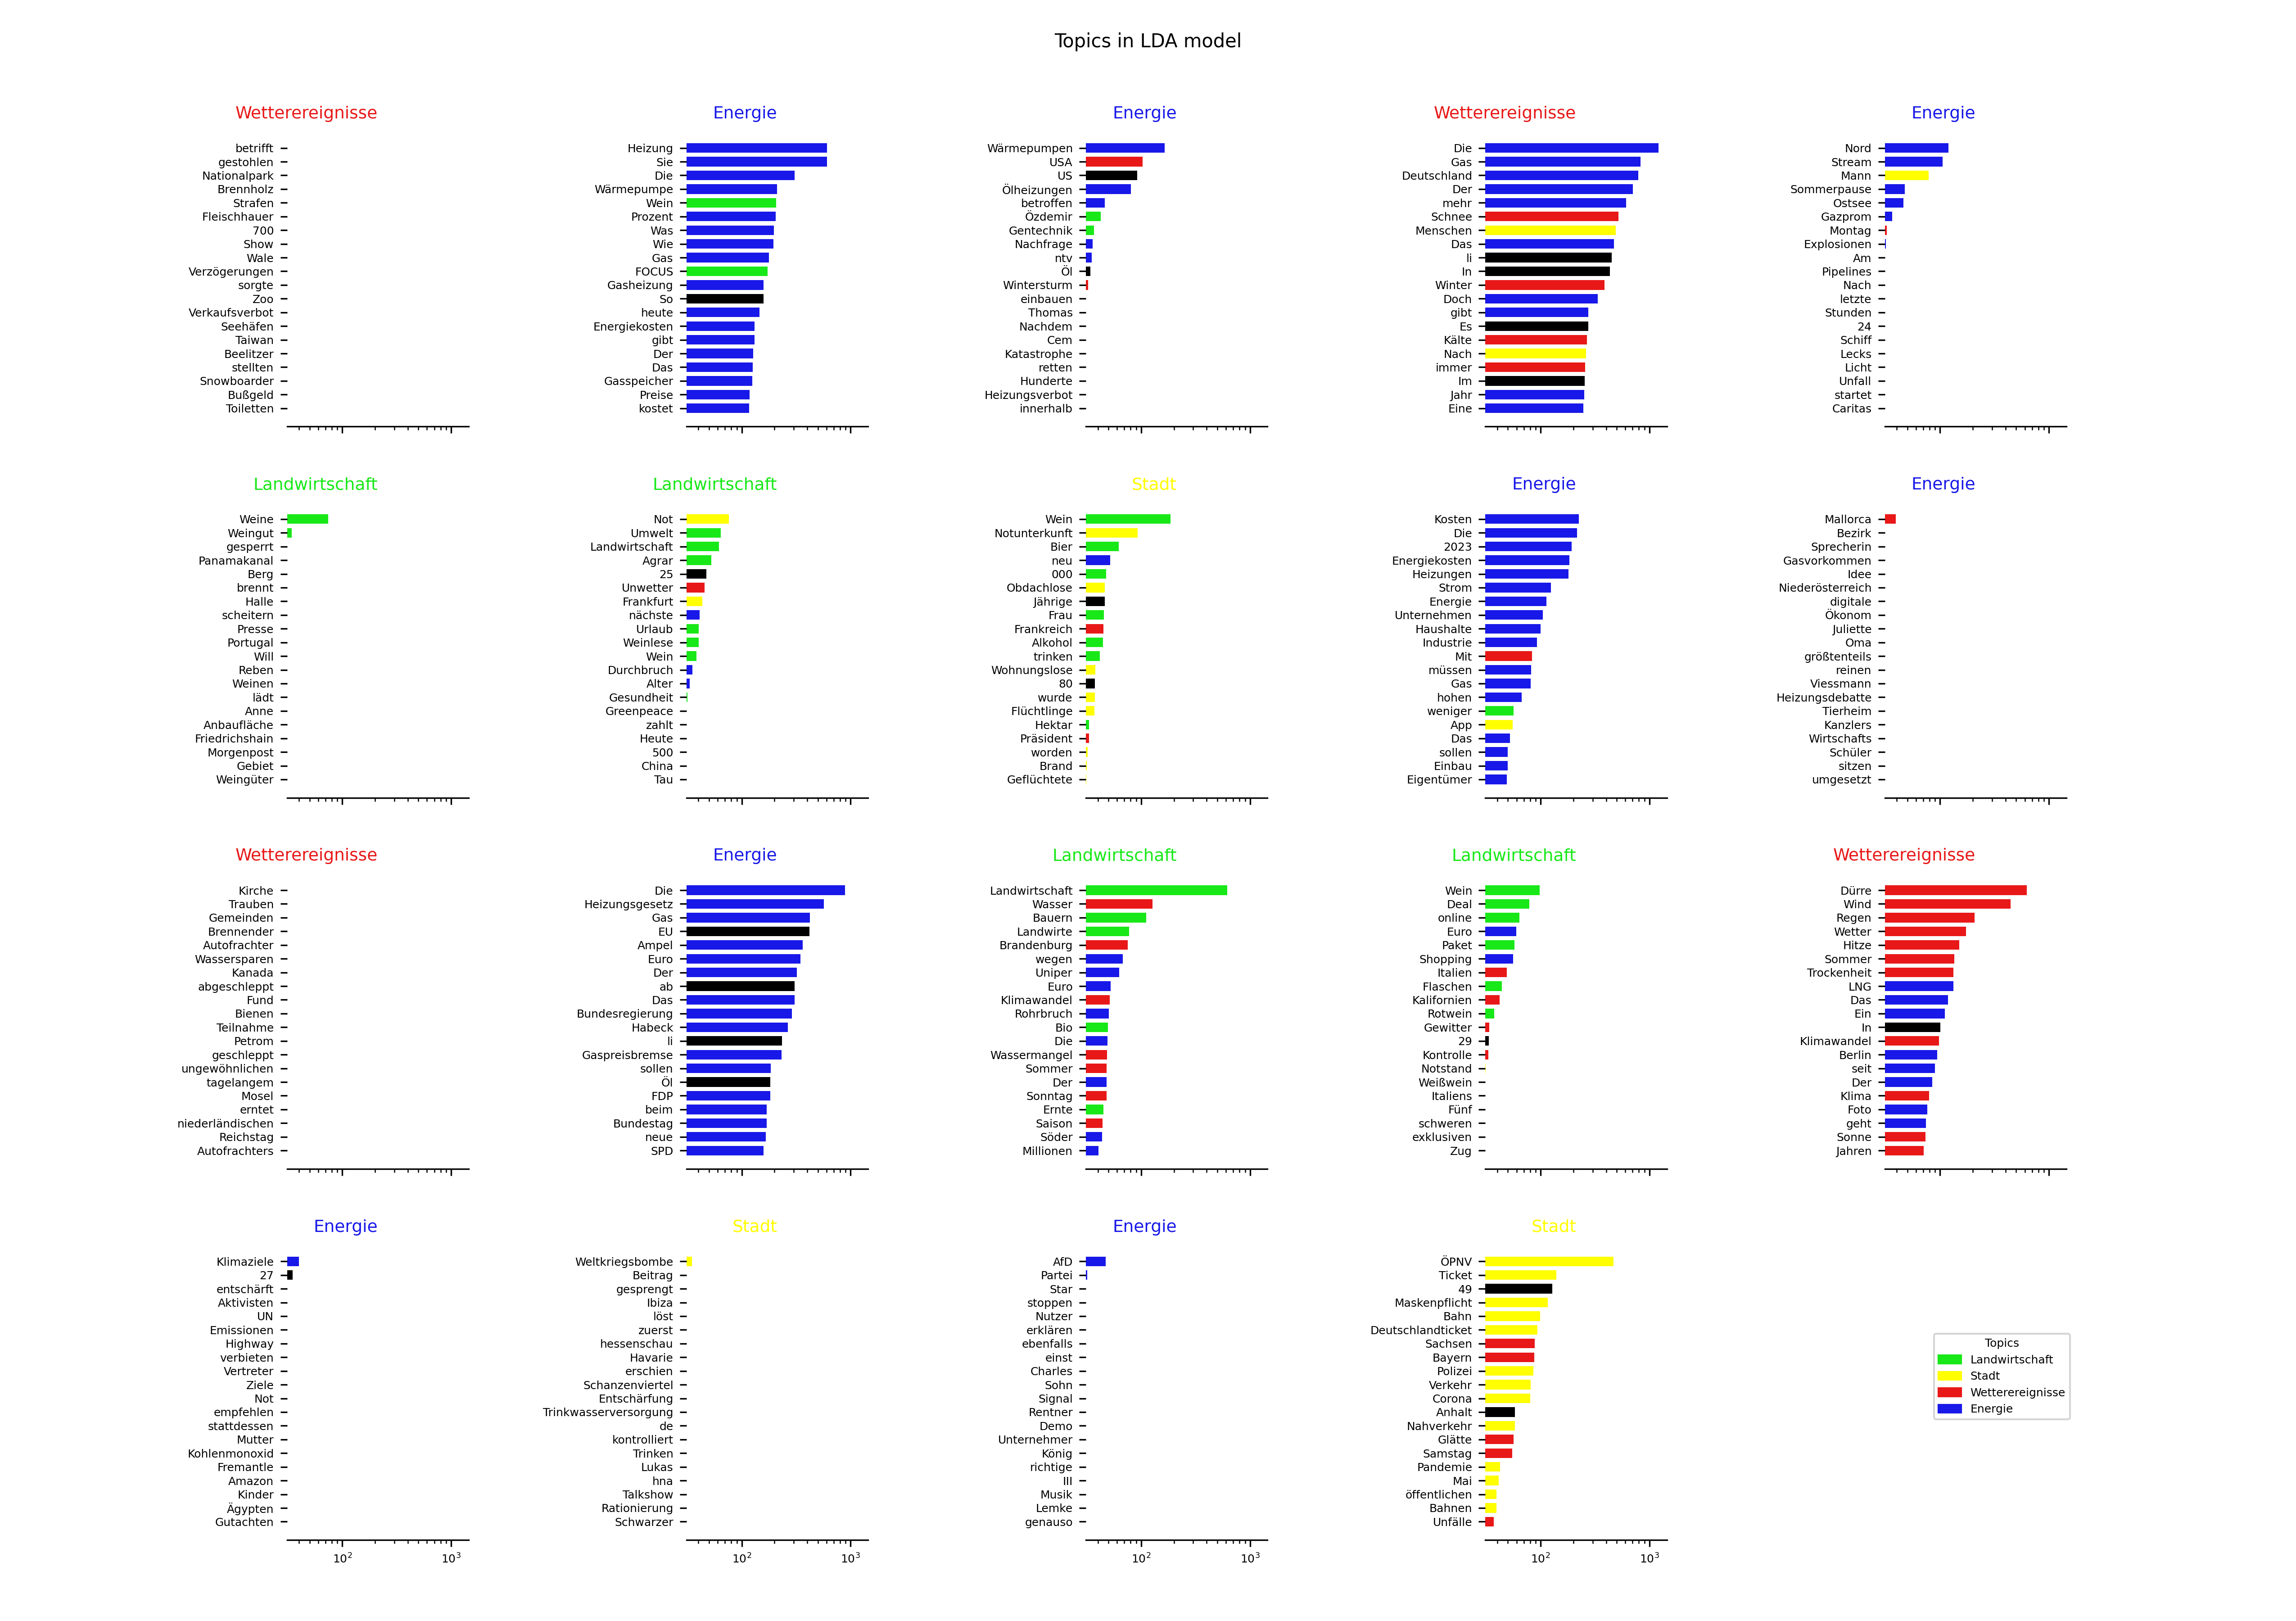 Topics in LDA model
Wetterereignisse
betrifft
gestohlen
Nationalpark
Brennholz
Strafen
Fleischhauer
700
Show
Wale
Verzögerungen
sorgte
Zoo
Verkaufsverbot
Seehäfen
Taiwan
Beelitzer
stellten
Snowboarder
Bußgeld
Toiletten
Energie
Heizung
Sie
Die
Wärmepumpe
Wein
Prozent
Was
Wie
Gas
FOCUS
Gasheizung
So
heute
Energiekosten
gibt
Der
Das
Gasspeicher
Preise
kostet
Energie
Wärmepumpen
USA
US
Ölheizungen
betroffen
Özdemir
Gentechnik
Nachfrage
ntv
Öl
Wintersturm
einbauen
Thomas
Nachdem
Cem
Katastrophe
retten
Hunderte
Heizungsverbot
innerhalb
Wetterereignisse
Die
Gas
Deutschland
Der
mehr
Schnee
Menschen
Das
li
In
Winter
Doch
gibt
Es
Kälte
Nach
immer
Im
Jahr
Eine
Energie
Nord
Stream
Mann
Sommerpause
Ostsee
Gazprom
Montag
Explosionen
Am
Pipelines
Nach
letzte
Stunden
24
Schiff
Lecks
Licht
Unfall
startet
Caritas
Landwirtschaft
Weine
Weingut
gesperrt
Panamakanal
Berg
brennt
Halle
scheitern
Presse
Portugal
Will
Reben
Weinen
lädt
Anne
Anbaufläche
Friedrichshain
Morgenpost
Gebiet
Weingüter
Landwirtschaft
Not
Umwelt
Landwirtschaft
Agrar
25
Unwetter
Frankfurt
nächste
Urlaub
Weinlese
Wein
Durchbruch
Alter
Gesundheit
Greenpeace
zahlt
Heute
500
China
Tau
Stadt
Wein
Notunterkunft
Bier
neu
000
Obdachlose
Jährige
Frau
Frankreich
Alkohol
trinken
Wohnungslose
80
wurde
Flüchtlinge
Hektar
Präsident
worden
Brand
Geflüchtete
Energie
Kosten
Die
2023
Energiekosten
Heizungen
Strom
Energie
Unternehmen
Haushalte
Industrie
Mit
müssen
Gas
hohen
weniger
App
Das
sollen
Einbau
Eigentümer
Energie
Mallorca
Bezirk
Sprecherin
Gasvorkommen
Idee
Niederösterreich
digitale
Ökonom
Juliette
Oma
größtenteils
reinen
Viessmann
Heizungsdebatte
Tierheim
Kanzlers
Wirtschafts
Schüler
sitzen
umgesetzt
Wetterereignisse
Kirche
Trauben
Gemeinden
Brennender
Autofrachter
Wassersparen
Kanada
abgeschleppt
Fund
Bienen
Teilnahme
Petrom
geschleppt
ungewöhnlichen
tagelangem
Mosel
erntet
niederländischen
Reichstag
Autofrachters
Energie
Die
Heizungsgesetz
Gas
EU
Ampel
Euro
Der
ab
Das
Bundesregierung
Habeck
li
Gaspreisbremse
sollen
Öl
FDP
beim
Bundestag
neue
SPD
Landwirtschaft
Landwirtschaft
Wasser
Bauern
Landwirte
Brandenburg
wegen
Uniper
Euro
Klimawandel
Rohrbruch
Bio
Die
Wassermangel
Sommer
Der
Sonntag
Ernte
Saison
Söder
Millionen
Landwirtschaft
Wein
Deal
online
Euro
Paket
Shopping
Italien
Flaschen
Kalifornien
Rotwein
Gewitter
29
Kontrolle
Notstand
Weißwein
Italiens
Fünf
schweren
exklusiven
Zug
Wetterereignisse
Dürre
Wind
Regen
Wetter
Hitze
Sommer
Trockenheit
LNG
Das
Ein
In
Klimawandel
Berlin
seit
Der
Klima
Foto
geht
Sonne
Jahren
Energie
Klimaziele
27
entschärft
Aktivisten
UN
Emissionen
Highway
verbieten
Vertreter
Ziele
Not
empfehlen
stattdessen
Mutter
Kohlenmonoxid
Fremantle
Amazon
Kinder
Ägypten
Gutachten
10² 10³
Stadt
Weltkriegsbombe
Beitrag
gesprengt
Ibiza
löst
zuerst
hessenschau
Havarie
erschien
Schanzenviertel
Entschärfung
Trinkwasserversorgung
de
kontrolliert
Trinken
Lukas
hna
Talkshow
Rationierung
Schwarzer
10² 10³
Energie
AfD
Partei
Star
stoppen
Nutzer
erklären
ebenfalls
einst
Charles
Sohn
Signal
Rentner
Demo
Unternehmer
König
richtige
III
Musik
Lemke
genauso
10² 10³
Stadt
ÖPNV
Ticket
49
Maskenpflicht
Bahn
Deutschlandticket
Sachsen
Bayern
Polizei
Verkehr
Corona
Anhalt
Nahverkehr
Glätte
Samstag
Pandemie
Mai
öffentlichen
Bahnen
Unfälle
10² 10³
Topics
Landwirtschaft
Stadt
Wetterereignisse
Energie